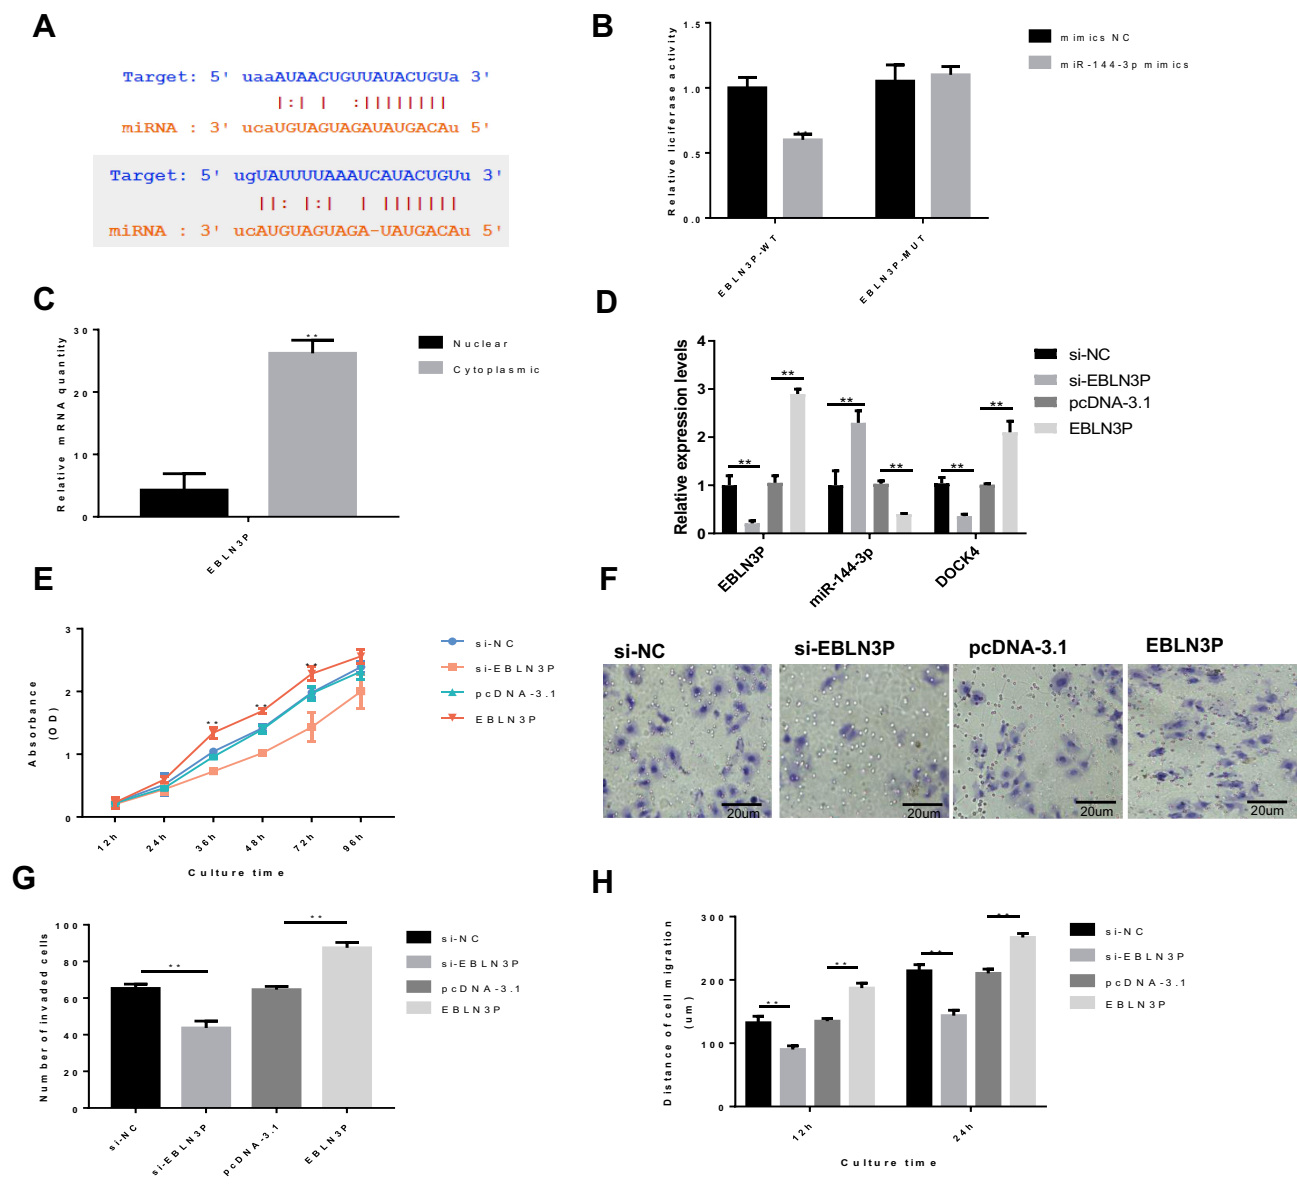 A
Target: 5' uaaAUAACUGUUAUACUGUa 3'
|:| | :||||||||
miRNA : 3' ucaUGUAGUAGAUAUGACAu 5'
Target: 5' ugUAUUUUAAAUCAUACUGUu 3'
||: |:| | |||||||
miRNA : 3' ucAUGUAGUAGA-UAUGACAu 5'
B
Relative luciferase activity
1.5
1.0
0.5
0.0
**
EBLN3P-WT
EBLN3P-MUT
mimics NC
miR-144-3p mimics
C
Relative mRNA quantity
30
20
10
0
**
EBLN3P
Nuclear
Cytoplasmic
D
Relative expression levels
4
3
2
1
0
**
**
**
**
**
**
EBLN3P
miR-144-3p
DOCK4
si-NC
si-EBLN3P
pcDNA-3.1
EBLN3P
E
Absorbance
(OD)
3
2
1
0
**
**
**
12h
24h
36h
48h
72h
96h
Culture time
si-NC
si-EBLN3P
pcDNA-3.1
EBLN3P
F
si-NC
si-EBLN3P
pcDNA-3.1
EBLN3P
20um
20um
20um
20um
G
Number of invaded cells
100
80
60
40
20
0
**
**
si-NC
si-EBLN3P
pcDNA-3.1
EBLN3P
si-NC
si-EBLN3P
pcDNA-3.1
EBLN3P
H
Distance of cell migration
(um)
300
200
100
0
**
**
**
**
12h
24h
Culture time
si-NC
si-EBLN3P
pcDNA-3.1
EBLN3P